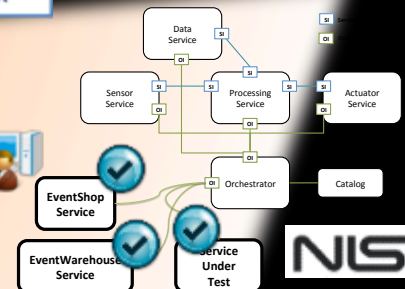 Data
Service
SI
SI
OI
OI
SI
Sensor
Service
SI
OI
SI
Processing
Service
SI
OI
SI
Actuator
Service
OI
OI
Orchestrator
Catalog
EventShop
Service
EventWarehouse
Service
Service
Under
Test
NIS